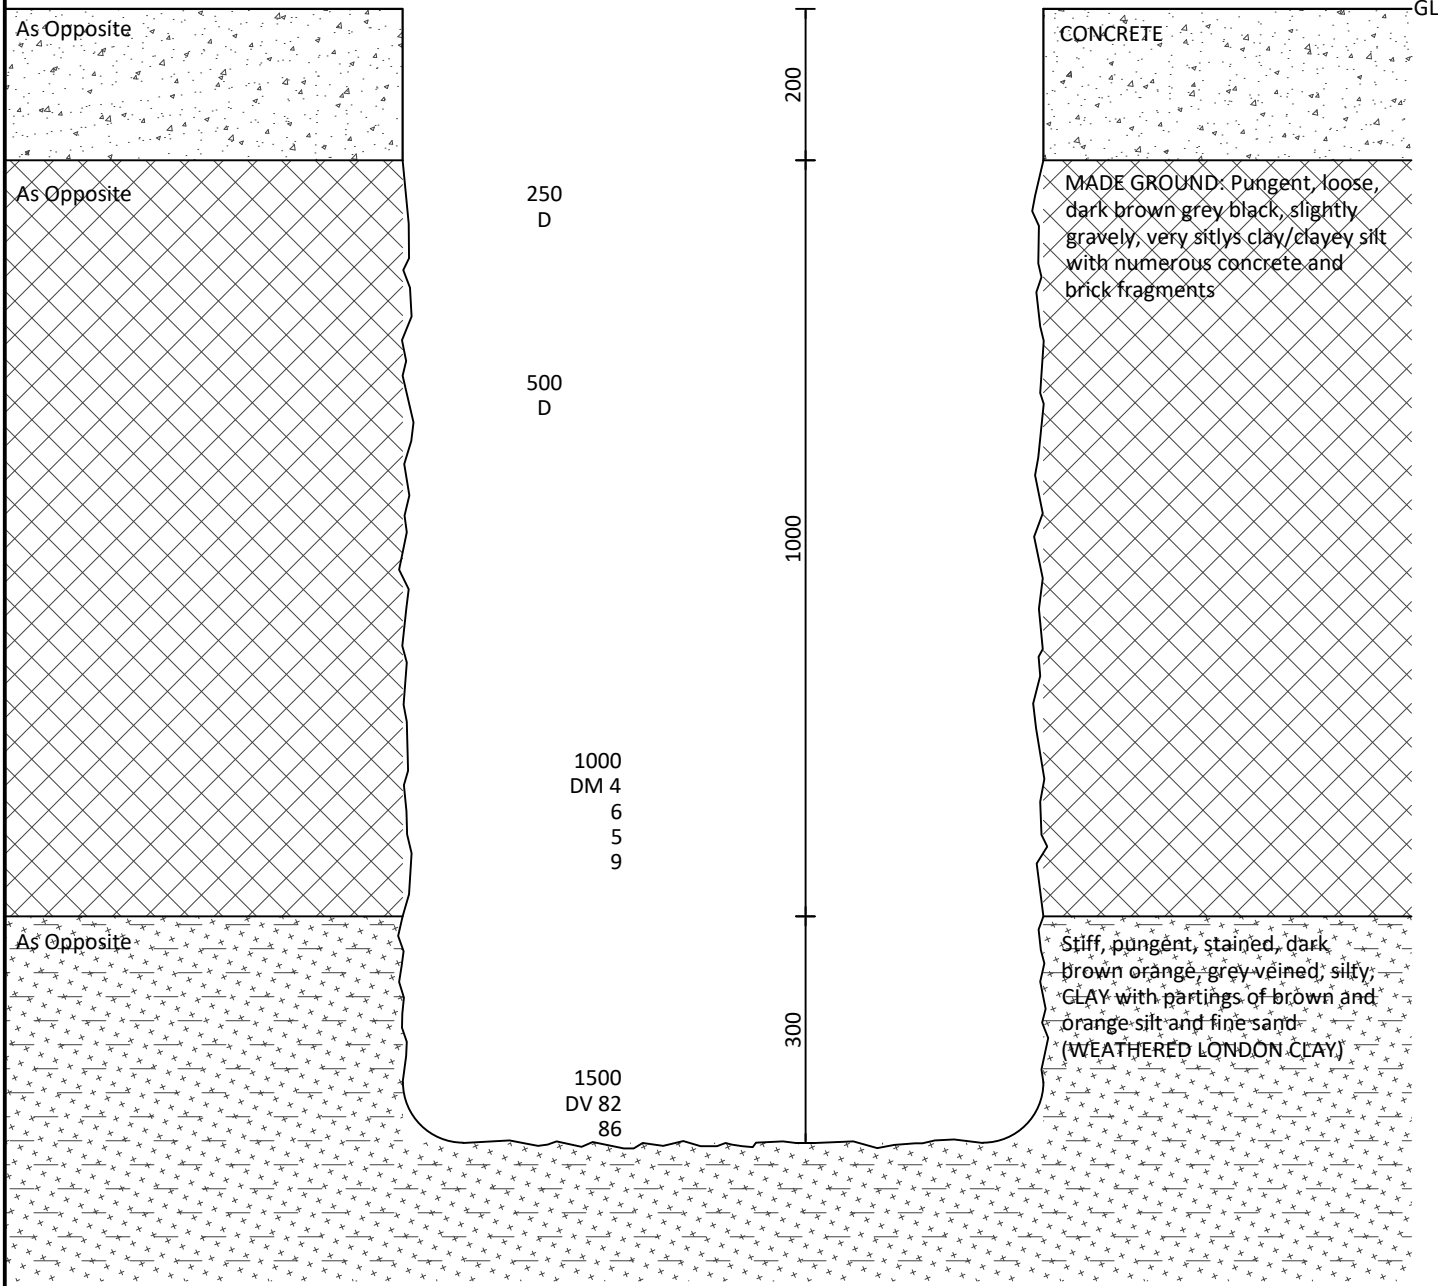 GL
As Opposite
CONCRETE
200
As Opposite
MADE GROUND: Pungent, loose,
dark brown grey black, slightly
gravely, very sitlys clay/clayey silt
with numerous concrete and
brick fragments
250
D
500
D
1000
1000
DM 4
6
5
9
As Opposite
Stiff, pungent, stained, dark
brown orange, grey veined, silty,
CLAY with partings of brown and
orange silt and fine sand
(WEATHERED LONDON CLAY)
300
1500
DV 82
86